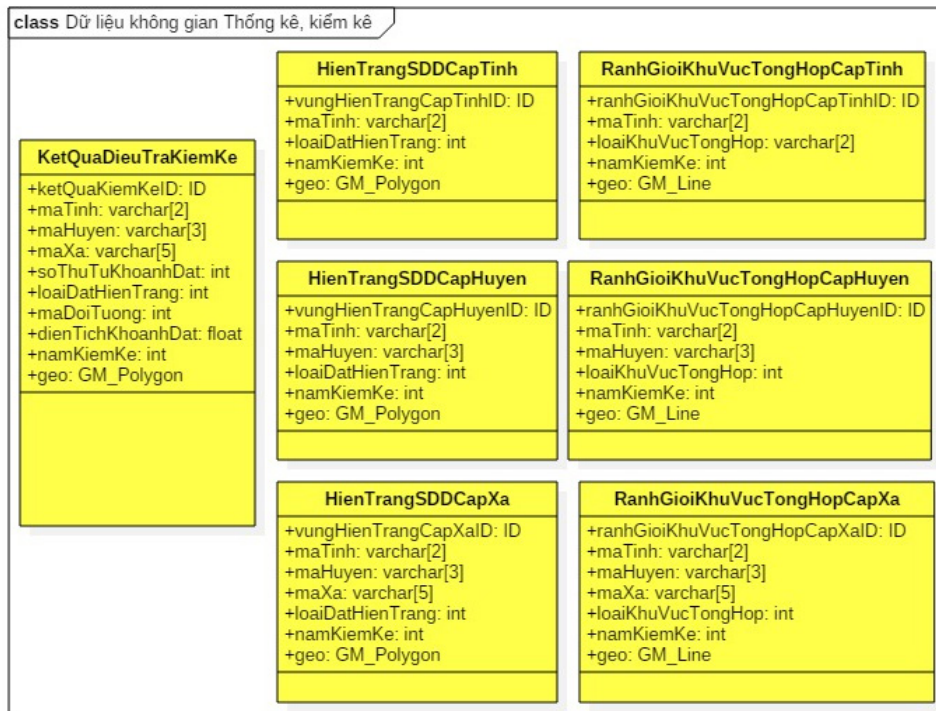 class Dữ liệu không gian Thống kê, kiểm kê
KetQuaDieuTraKiemKe
+ketQuaKiemKeID: ID
+maTinh: varchar[2]
+maHuyen: varchar[3]
+maXa: varchar[5]
+soThuTuKhoanhDat: int
+loaiDatHienTrang: int
+maDoiTuong: int
+dienTichKhoanhDat: float
+namKiemKe: int
+geo: GM_Polygon
HienTrangSDDCapTinh
+vungHienTrangCapTinhID: ID
+maTinh: varchar[2]
+loaiDatHienTrang: int
+namKiemKe: int
+geo: GM_Polygon
RanhGioiKhuVucTongHopCapTinh
+ranhGioiKhuVucTongHopCapTinhID: ID
+maTinh: varchar[2]
+loaiKhuVucTongHop: varchar[2]
+namKiemKe: int
+geo: GM_Line
HienTrangSDDCapHuyen
+vungHienTrangCapHuyenID: ID
+maTinh: varchar[2]
+maHuyen: varchar[3]
+loaiDatHienTrang: int
+namKiemKe: int
+geo: GM_Polygon
RanhGioiKhuVucTongHopCapHuyen
+ranhGioiKhuVucTongHopCapHuyenID: ID
+maTinh: varchar[2]
+maHuyen: varchar[3]
+loaiKhuVucTongHop: int
+namKiemKe: int
+geo: GM_Line
HienTrangSDDCapXa
+vungHienTrangCapXaID: ID
+maTinh: varchar[2]
+maHuyen: varchar[3]
+maXa: varchar[5]
+loaiDatHienTrang: int
+namKiemKe: int
+geo: GM_Polygon
RanhGioiKhuVucTongHopCapXa
+ranhGioiKhuVucTongHopCapXaID: ID
+maTinh: varchar[2]
+maHuyen: varchar[3]
+maXa: varchar[5]
+loaiKhuVucTongHop: int
+namKiemKe: int
+geo: GM_Line